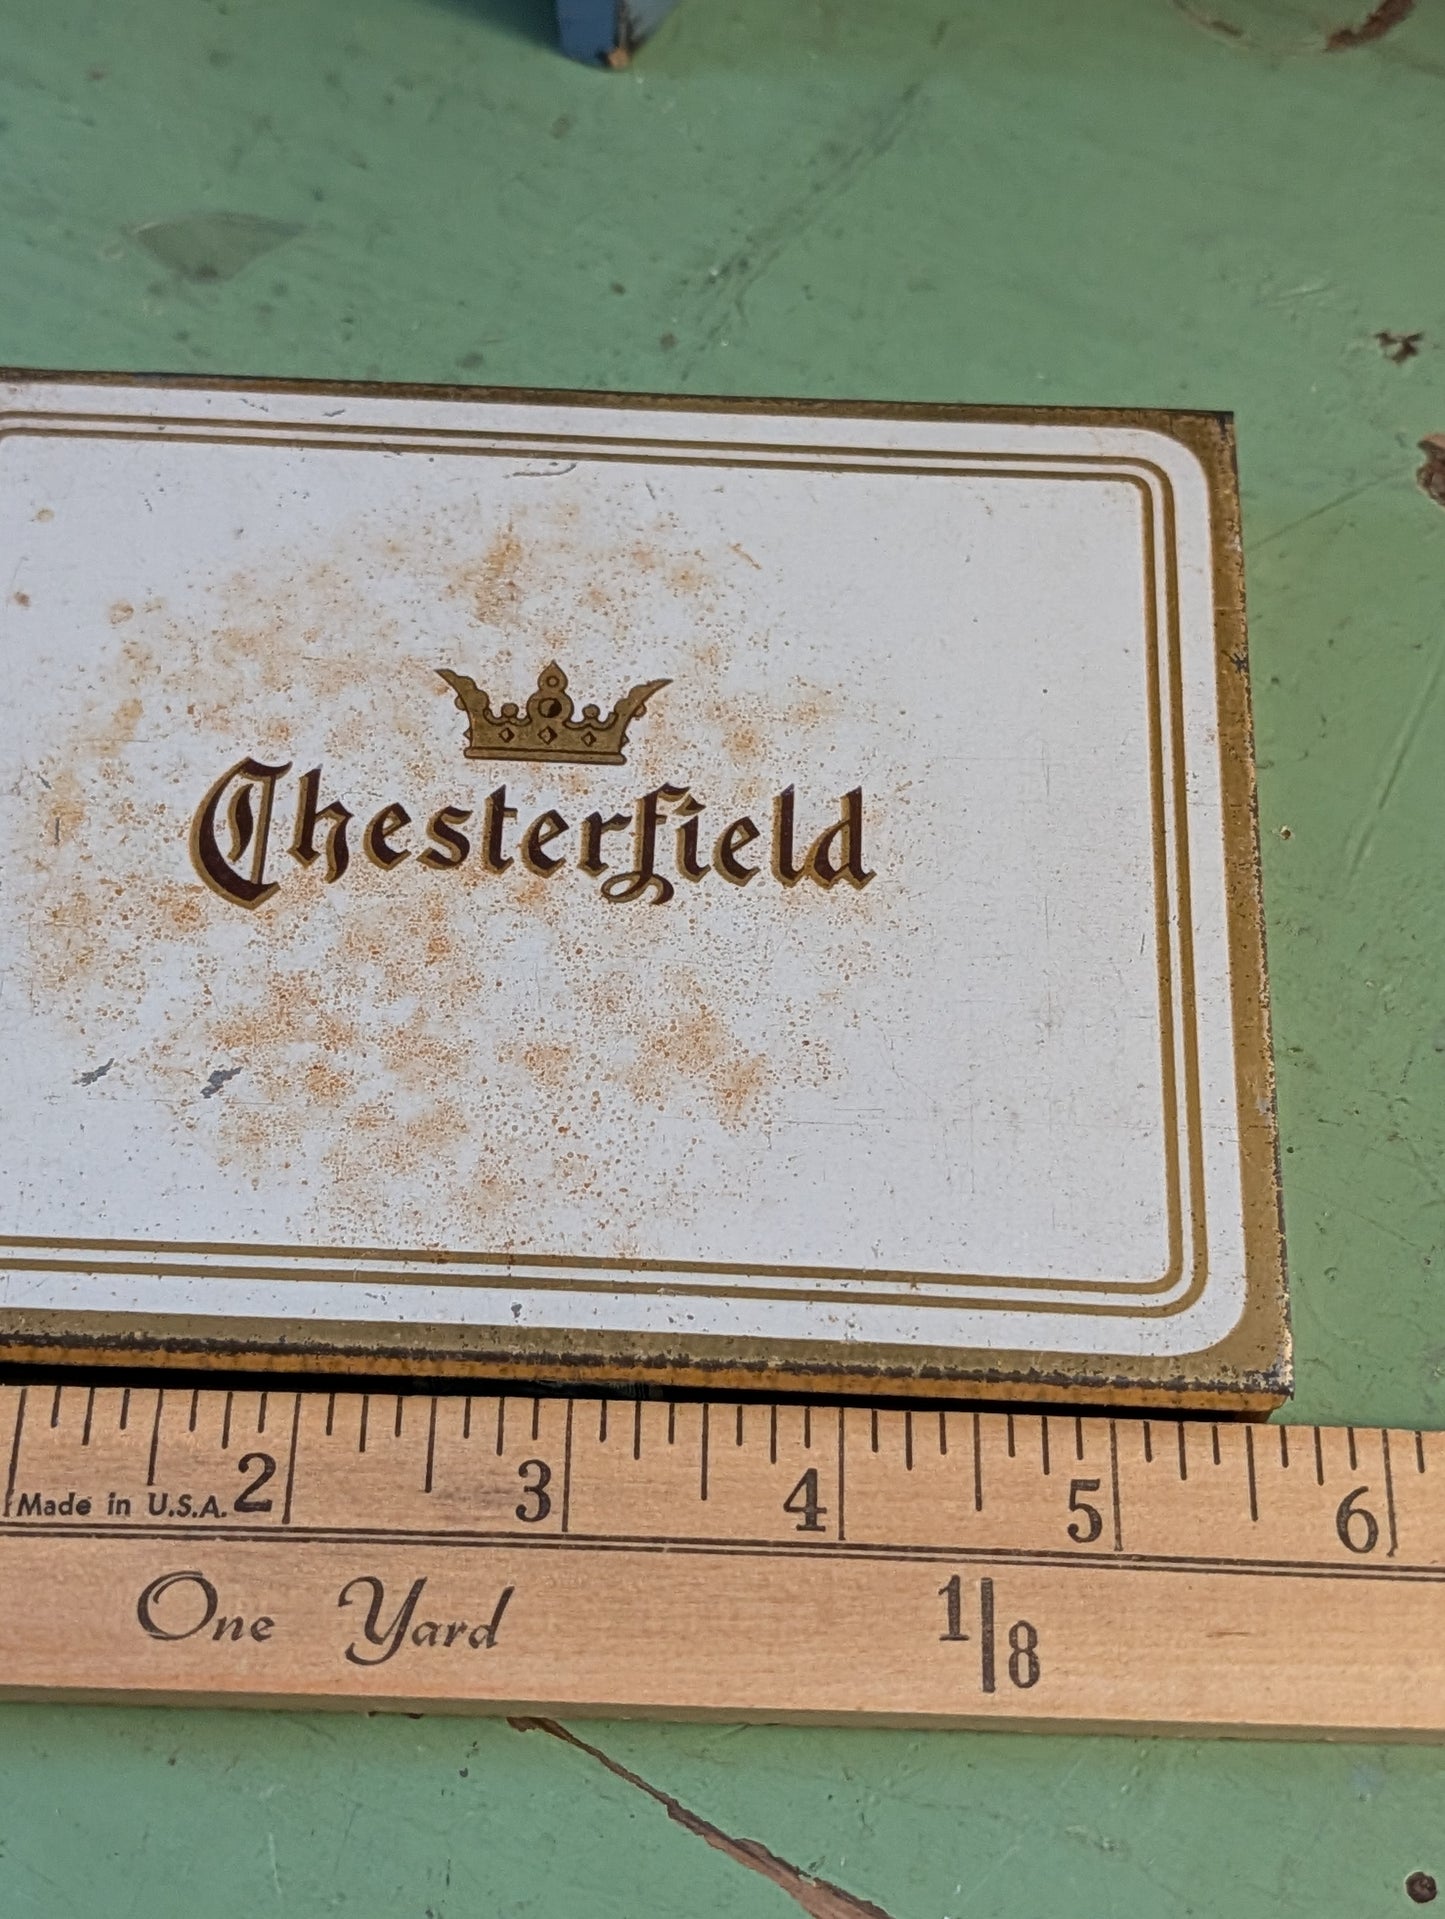 Chesterfield
2 3 4 5 6
Made in U.S.A.
One Yard 1/8